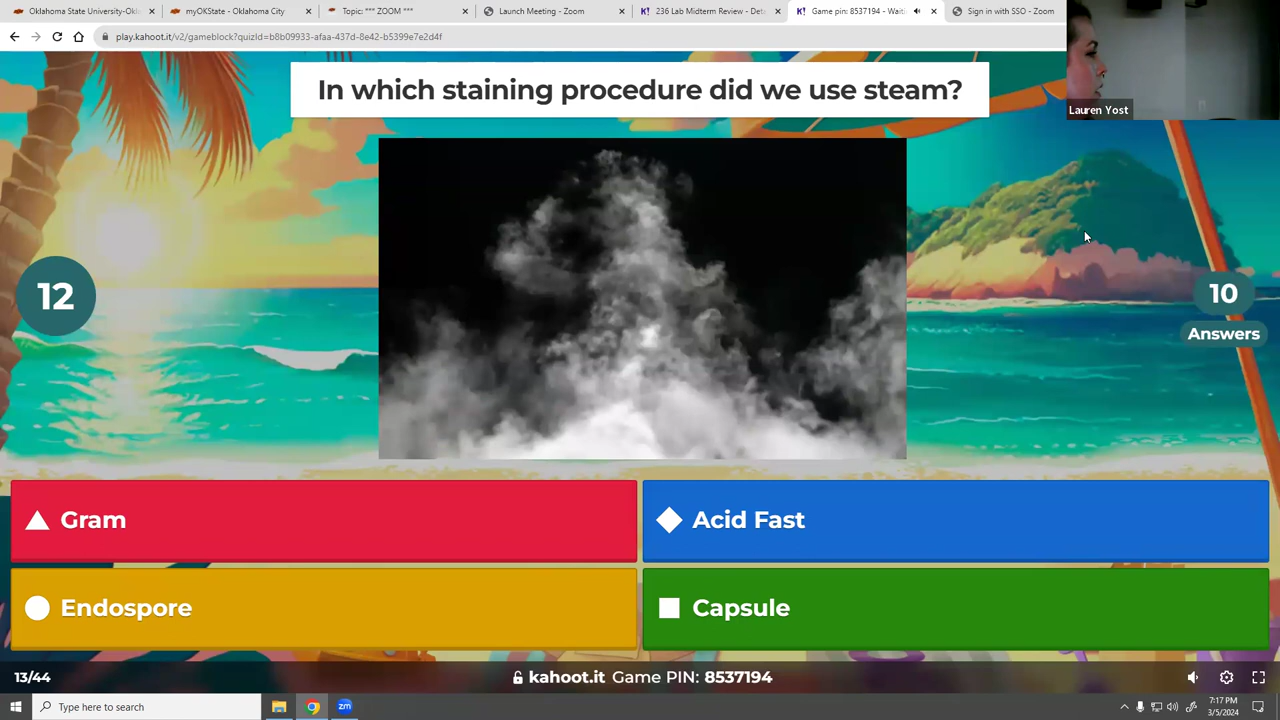 Oklahoma State University-Okl
myOKState - Oklahoma City
Topic: *** ZOOM ***
Launch Meeting - Zoom
236 Lab Midterm Review - Det
Game pin: 8537194 - Waiti
Sign in with SSO - Zoom
play.kahoot.it/v2/gameblock?quizId=b8b09933-afaa-437d-8e42-b5399e7e2d4f
In which staining procedure did we use steam?
Lauren Yost
12
10
Answers
Gram
Acid Fast
Endospore
Capsule
13/44
kahoot.it Game PIN: 8537194
Type here to search
zm
7:17 PM
3/5/2024